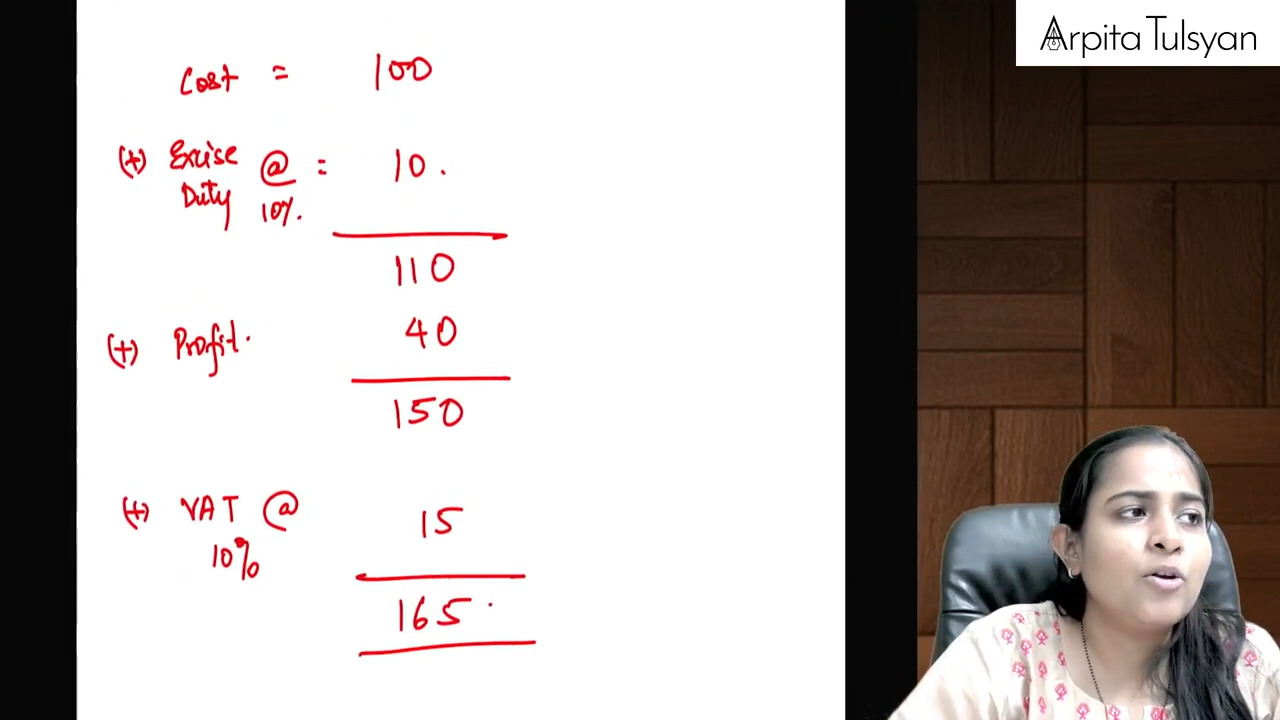 Arpita Tulsyan
Cost = 100
(+) Excise Duty @ 10% = 10.
110
(+) Profit. 40
150
(+) VAT @ 10% 15
165